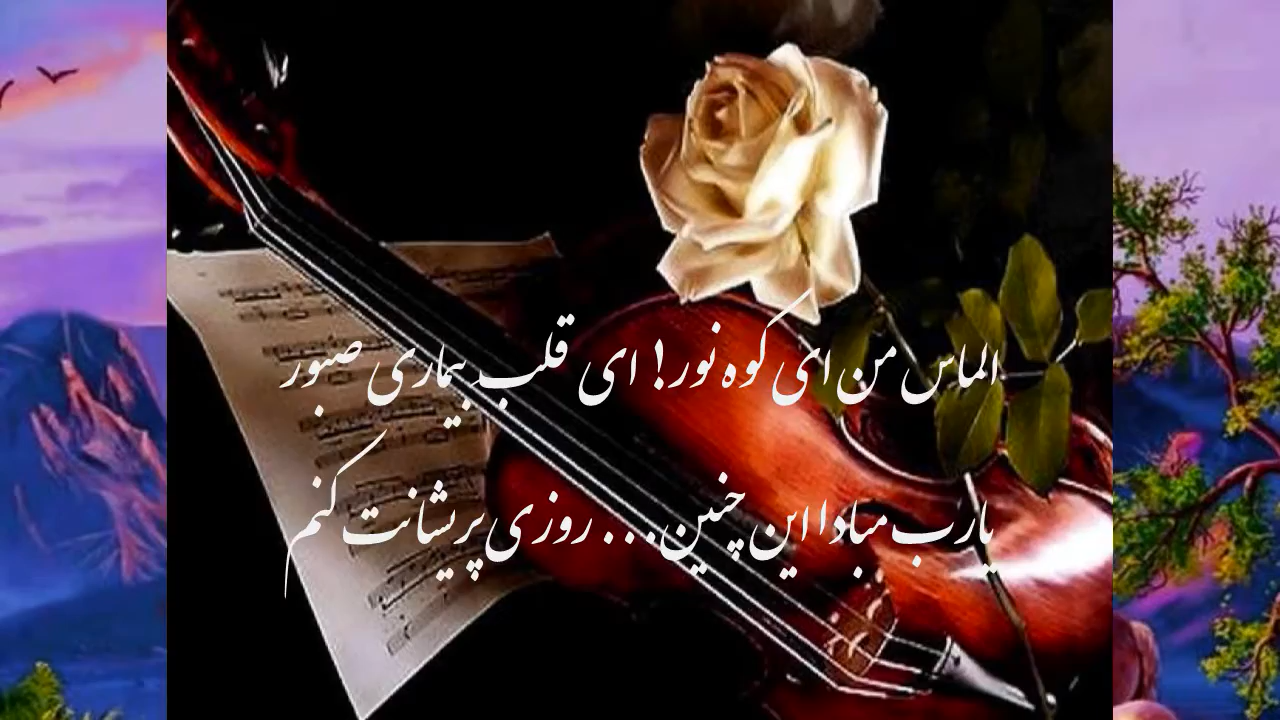 الماس من ای کوه نور! ای قلب بیماری صبور
یارب مبادا این چنین... روزی پریشانت کنم